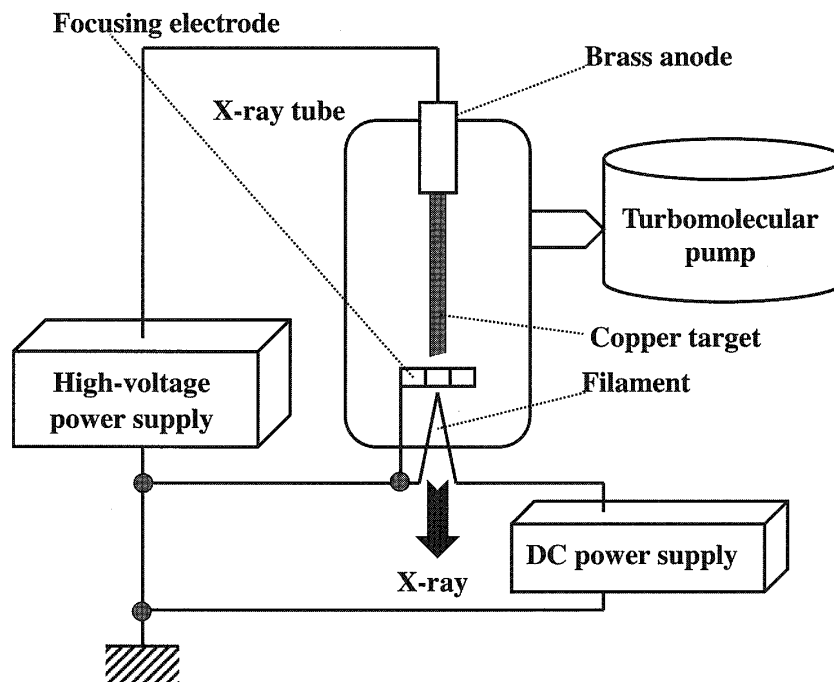 Focusing electrode
Brass anode
X-ray tube
Turbomolecular
pump
Copper target
High-voltage
power supply
Filament
DC power supply
X-ray